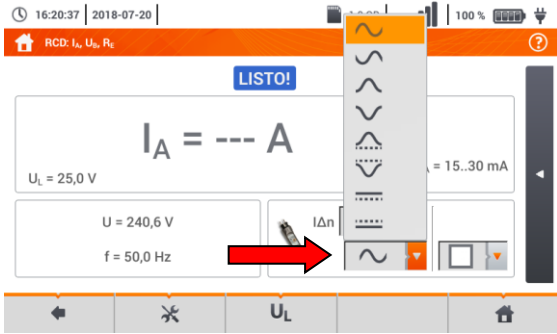 16:20:37 2018-07-20 100 %
RCD: IA, UB, RE ?
LISTO!
IA = --- A
UL = 25,0 V
= 15..30 mA
U = 240,6 V
f = 50,0 Hz
IΔn
UL